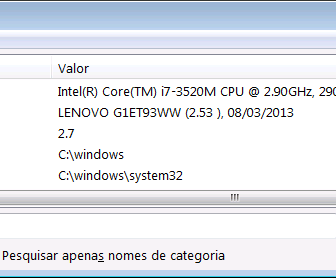 Valor
Intel(R) Core(TM) i7-3520M CPU @ 2.90GHz, 290
LENOVO G1ET93WW (2.53 ), 08/03/2013
2.7
C:\windows
C:\windows\system32
Pesquisar apenas nomes de categoria